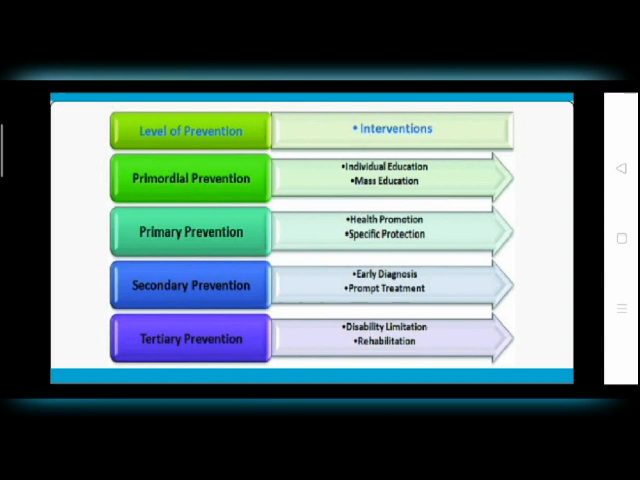 Level of Prevention
• Interventions
Primordial Prevention
•Individual Education
•Mass Education
Primary Prevention
•Health Promotion
•Specific Protection
Secondary Prevention
•Early Diagnosis
•Prompt Treatment
Tertiary Prevention
•Disability Limitation
•Rehabilitation